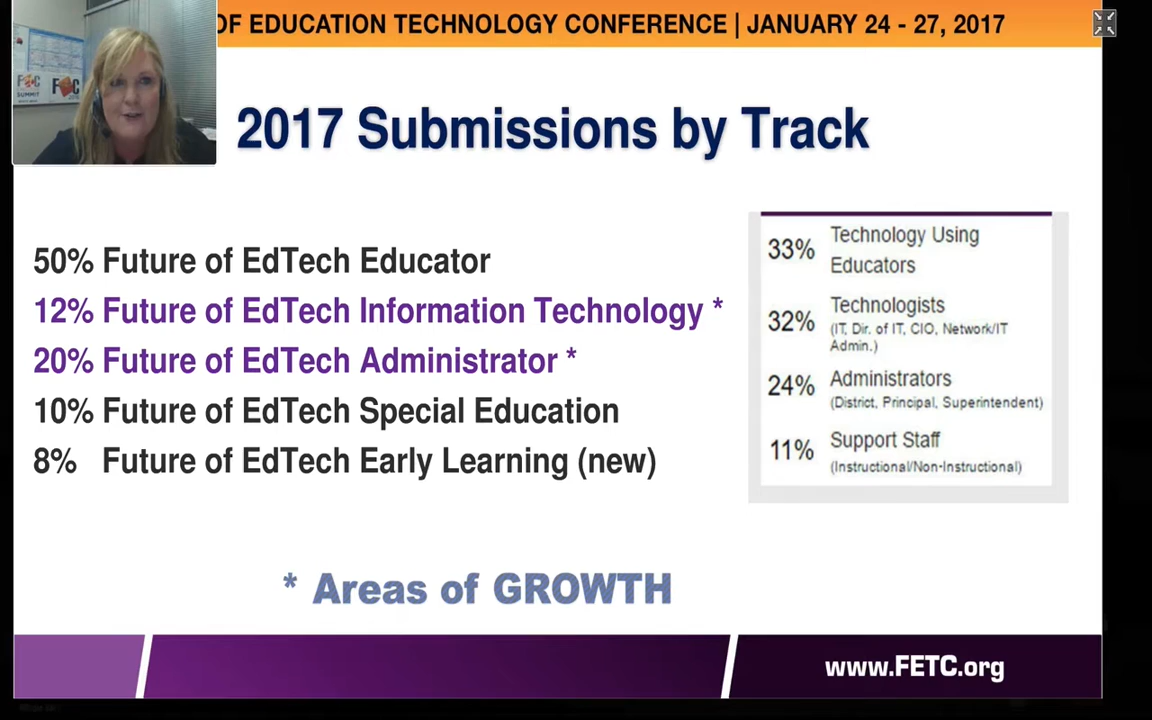 OF EDUCATION TECHNOLOGY CONFERENCE | JANUARY 24 - 27, 2017
2017 Submissions by Track
50% Future of EdTech Educator
12% Future of EdTech Information Technology *
20% Future of EdTech Administrator *
10% Future of EdTech Special Education
8% Future of EdTech Early Learning (new)
33% Technology Using
Educators
32% Technologists
(IT, Dir. of IT, CIO, Network/IT
Admin.)
24% Administrators
(District, Principal, Superintendent)
11% Support Staff
(Instructional/Non-Instructional)
* Areas of GROWTH
www.FETC.org